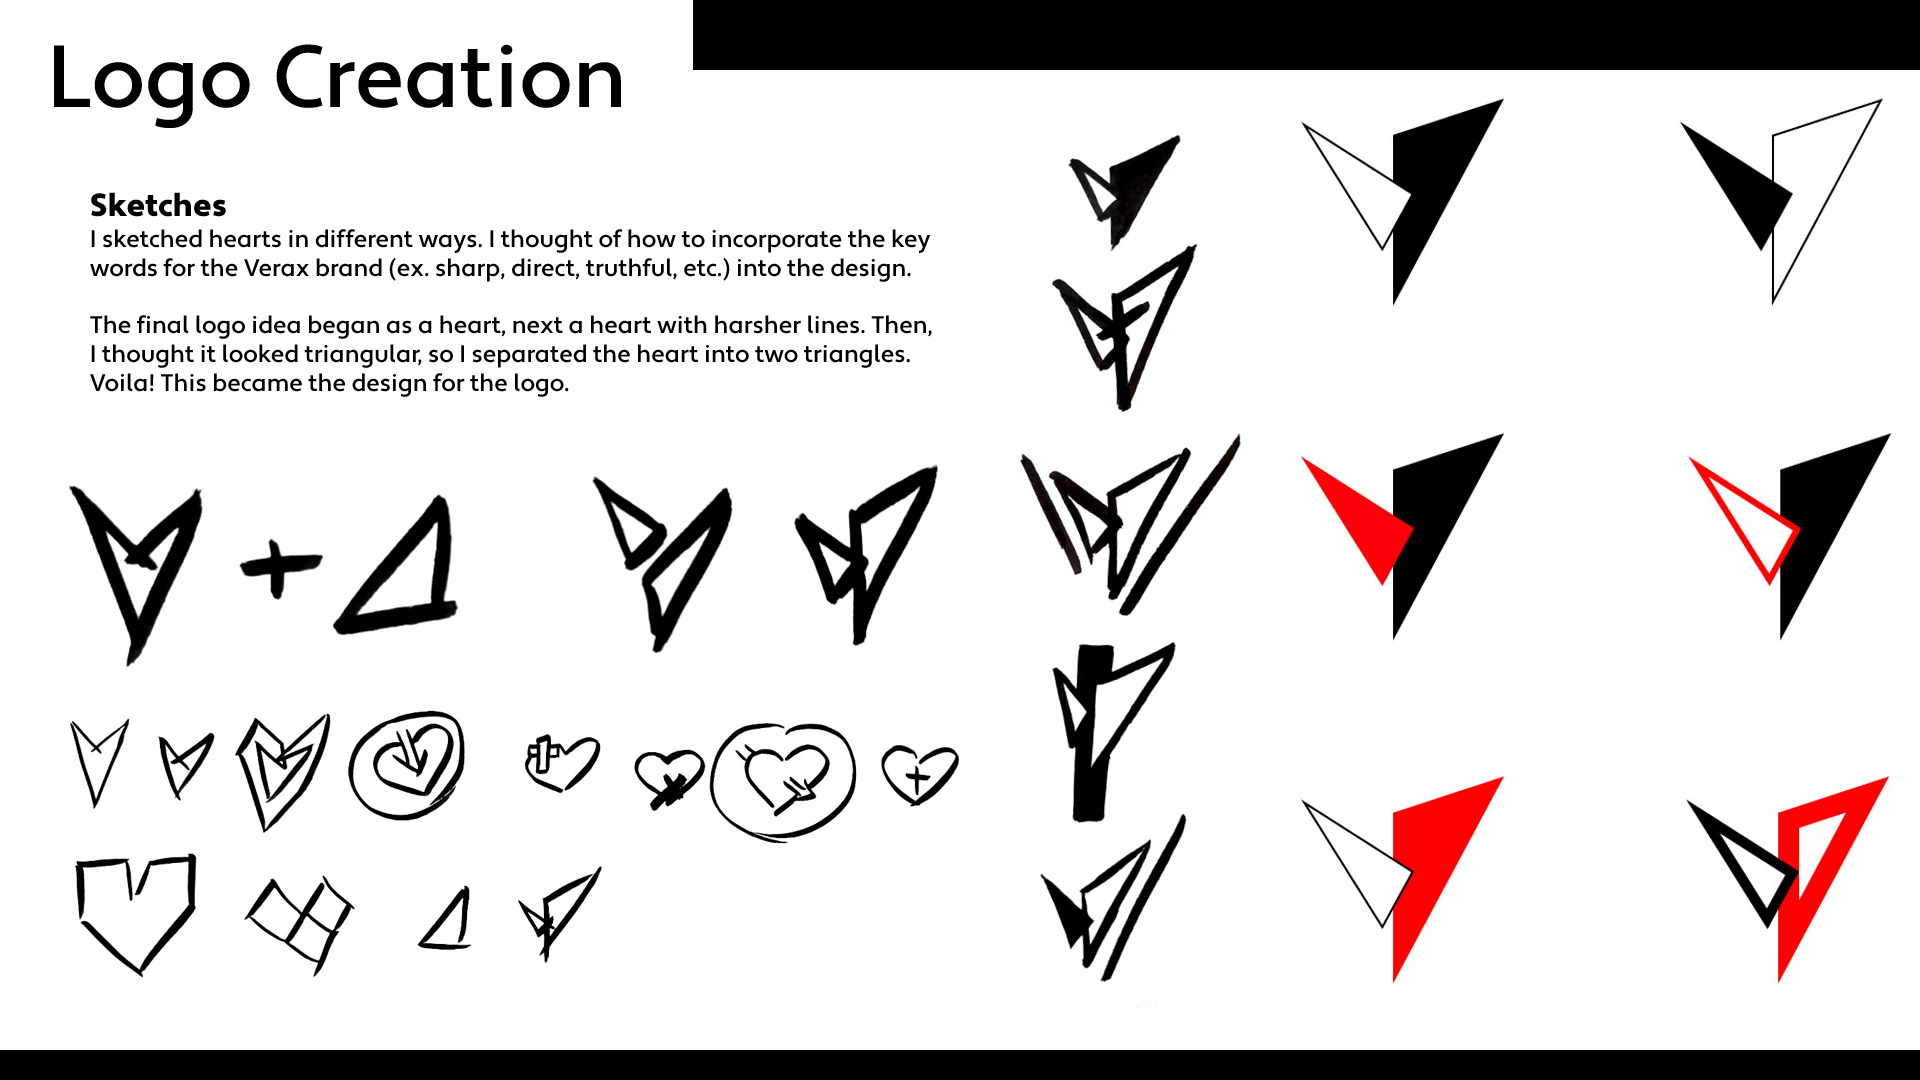 Logo Creation
Sketches
I sketched hearts in different ways. I thought of how to incorporate the key
words for the Verax brand (ex. sharp, direct, truthful, etc.) into the design.
The final logo idea began as a heart, next a heart with harsher lines. Then,
I thought it looked triangular, so I separated the heart into two triangles.
Voila! This became the design for the logo.